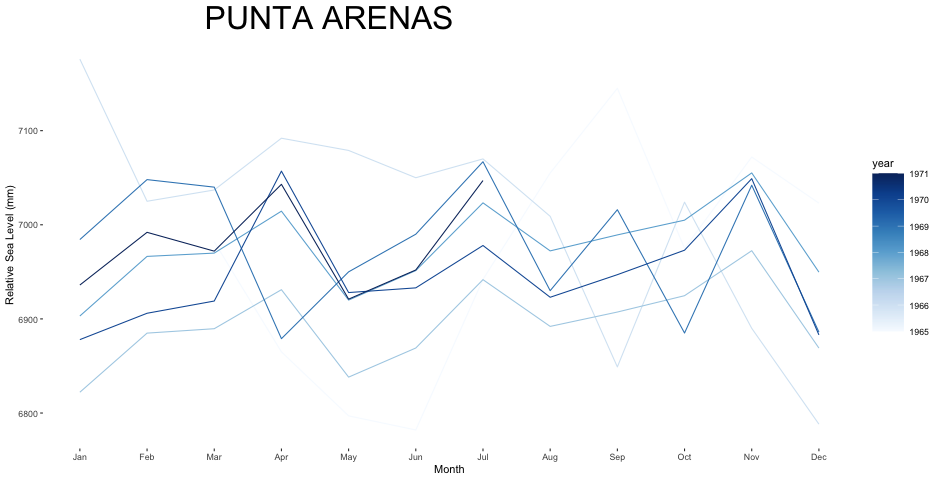 PUNTA ARENAS
Relative Sea Level (mm)
7100
7000
6900
6800
Jan Feb Mar Apr May Jun Jul Aug Sep Oct Nov Dec
Month
year
1971
1970
1969
1968
1967
1966
1965